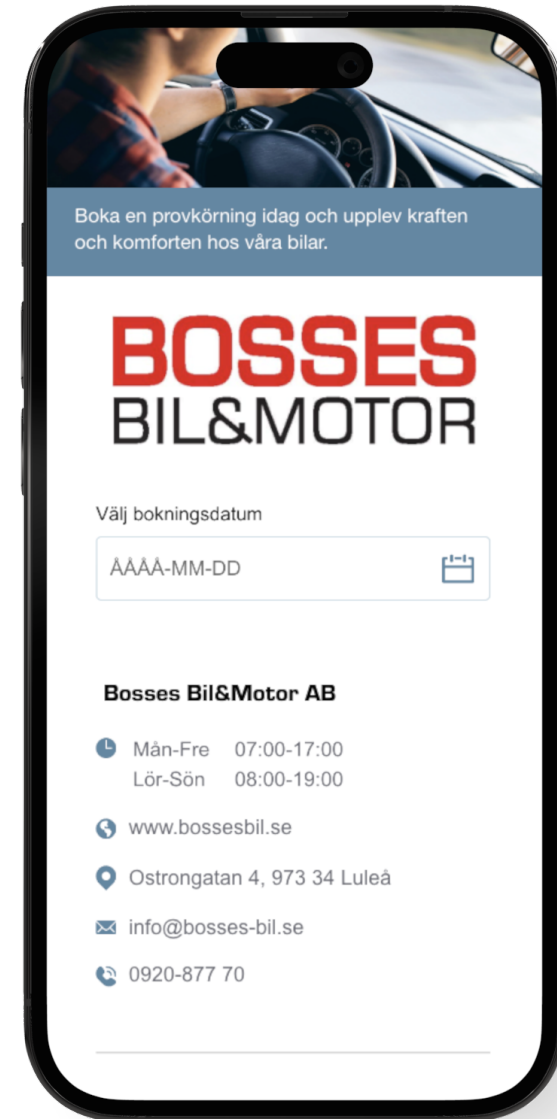 Boka en provkörning idag och upplev kraften
och komforten hos våra bilar.
BOSSES
BIL&MOTOR
Välj bokningsdatum
ÅÅÅÅ-MM-DD
Bosses Bil&Motor AB
Mån-Fre 07:00-17:00
Lör-Sön 08:00-19:00
www.bossesbil.se
Ostrongatan 4, 973 34 Luleå
info@bosses-bil.se
0920-877 70